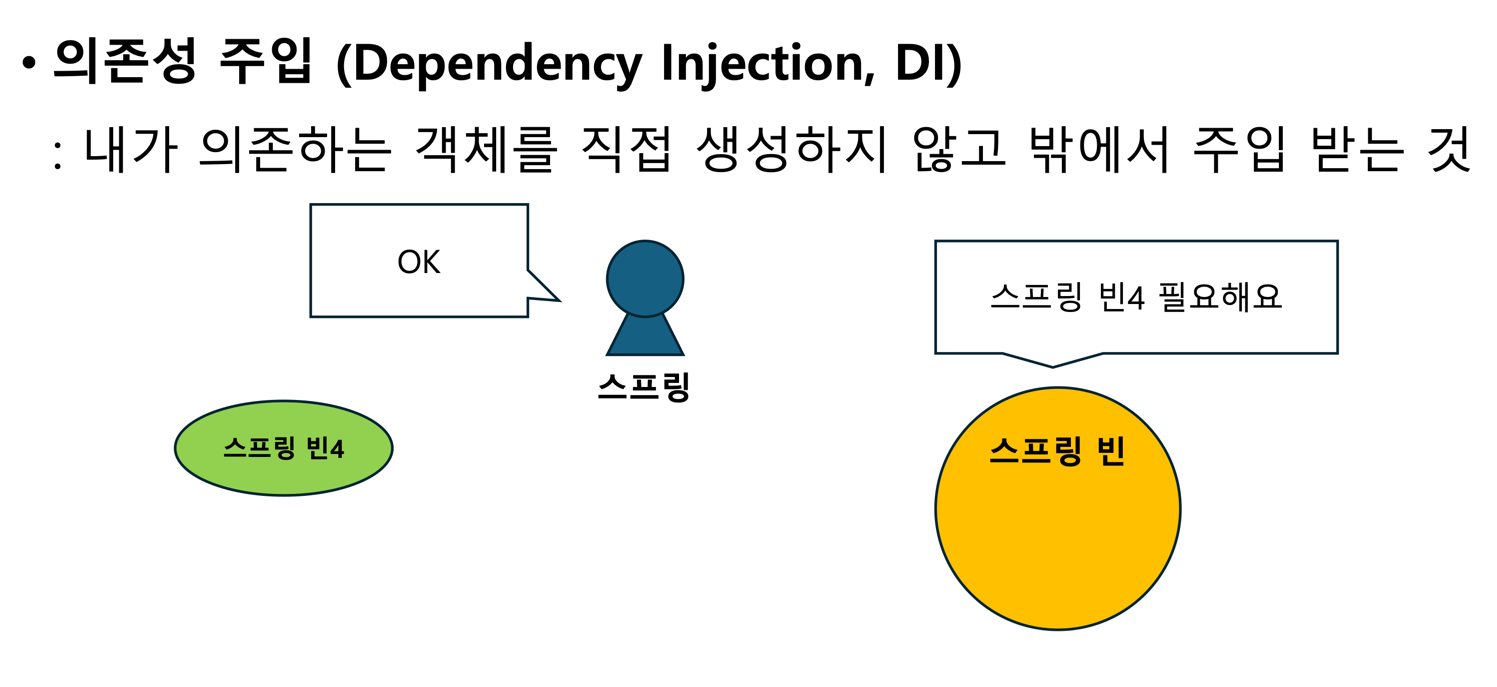 • 의존성 주입 (Dependency Injection, DI)
: 내가 의존하는 객체를 직접 생성하지 않고 밖에서 주입 받는 것
OK
스프링 빈4 필요해요
스프링
스프링 빈4
스프링 빈